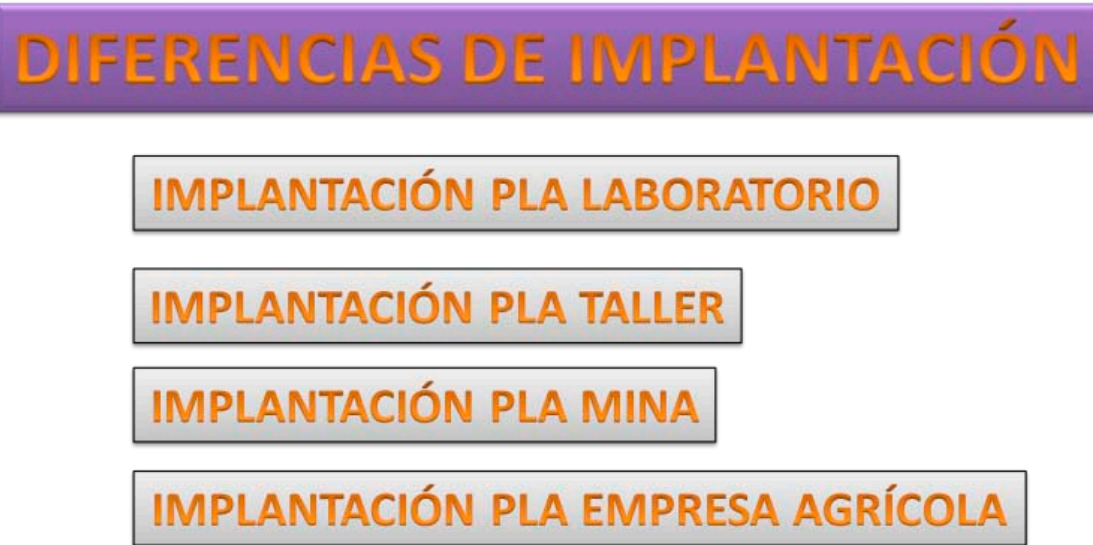 DIFERENCIAS DE IMPLANTACIÓN
IMPLANTACIÓN PLA LABORATORIO
IMPLANTACIÓN PLA TALLER
IMPLANTACIÓN PLA MINA
IMPLANTACIÓN PLA EMPRESA AGRÍCOLA